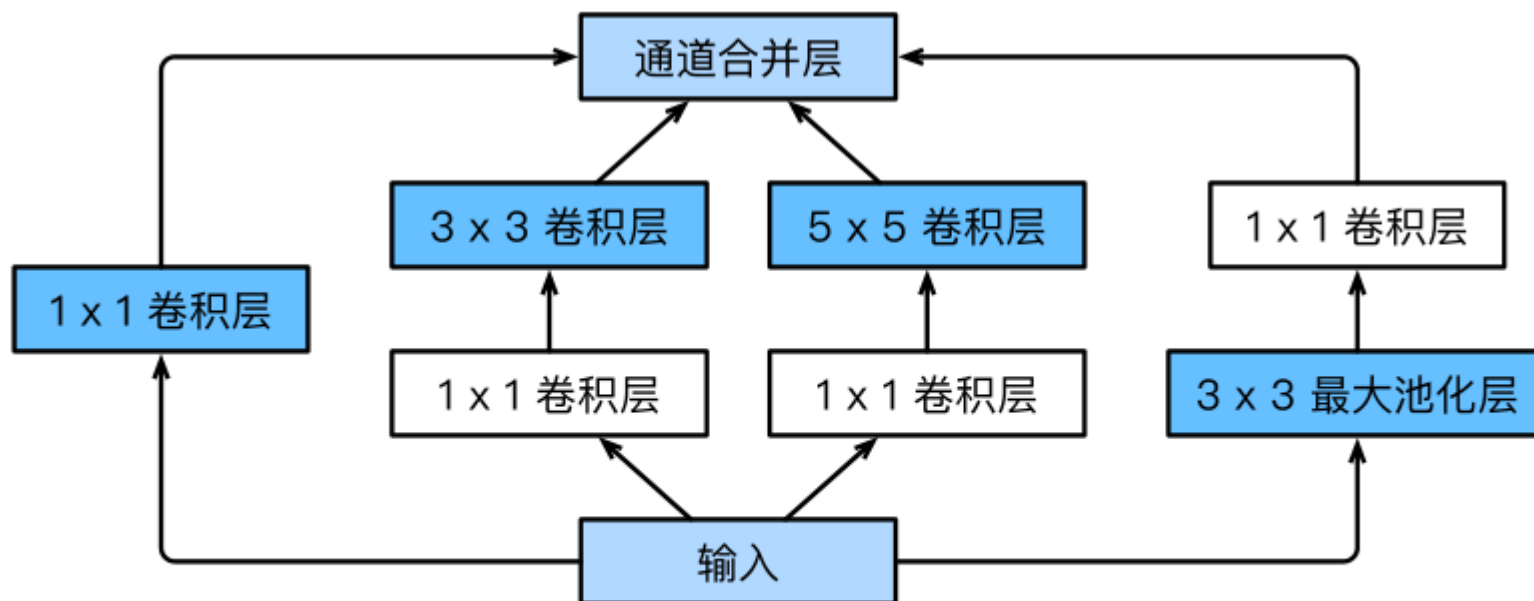 通道合并层
3 x 3 卷积层
5 x 5 卷积层
1 x 1 卷积层
1 x 1 卷积层
1 x 1 卷积层
1 x 1 卷积层
3 x 3 最大池化层
输入